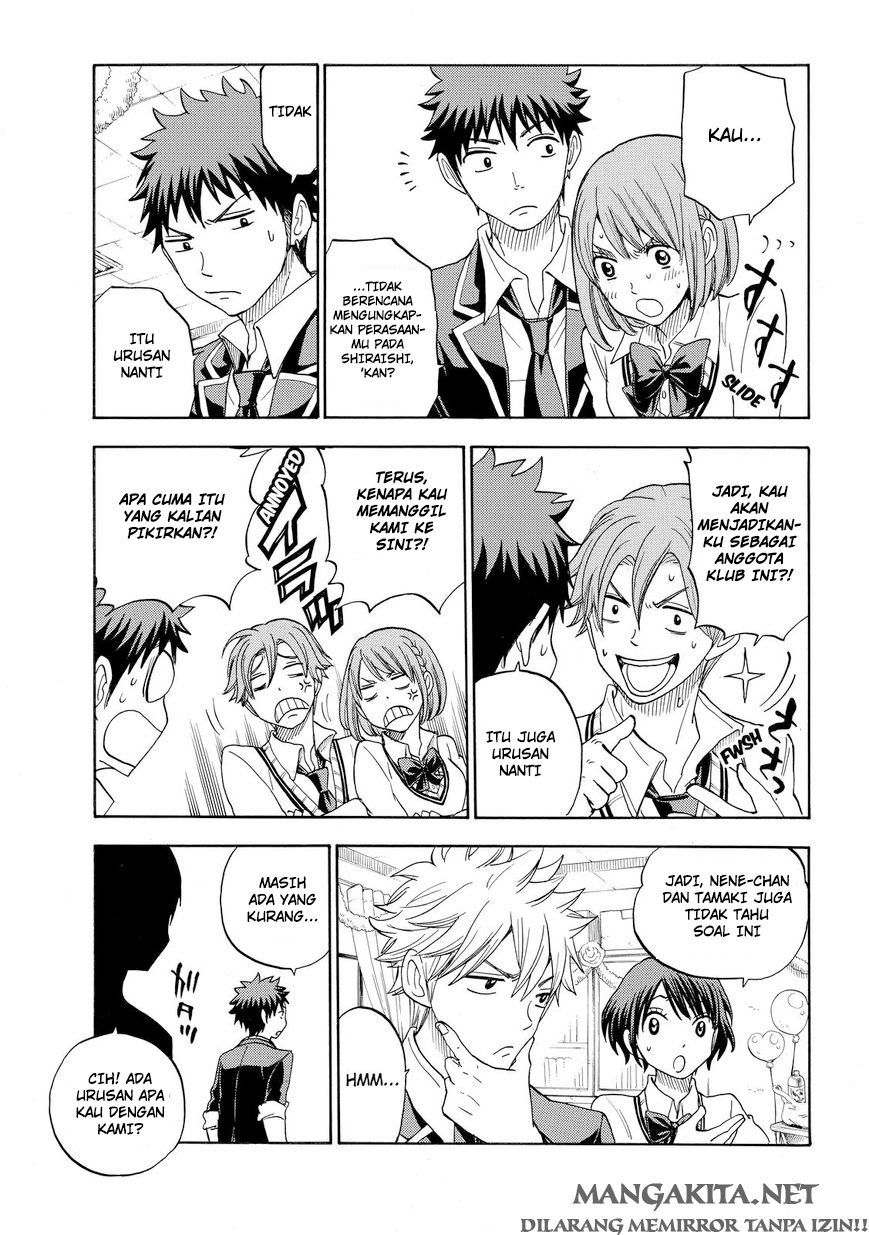 KAU...
...TIDAK
BERENCANA
MENGUNGKAP-
KAN PERASAAN-
MU PADA
SHIRAISHI,
'KAN?
すすす
SLIDE
TIDAK
ITU
URUSAN
NANTI
JADI, KAU
AKAN
MENJADIKAN-
KU SEBAGAI
ANGGOTA
KLUB INI?!
FWSH
ITU JUGA
URUSAN
NANTI
TERUS,
KENAPA KAU
MEMANGGIL
KAMI KE
SINI?!
ANNOYED
APA CUMA ITU
YANG KALIAN
PIKIRKAN?!
JADI, NENE-CHAN
DAN TAMAKI JUGA
TIDAK TAHU
SOAL INI
HMM...
MASIH
ADA YANG
KURANG...
CIH! ADA
URUSAN APA
KAU DENGAN
KAMI?
MANGAKITA.NET
DILARANG MEMIRROR TANPA IZIN!!